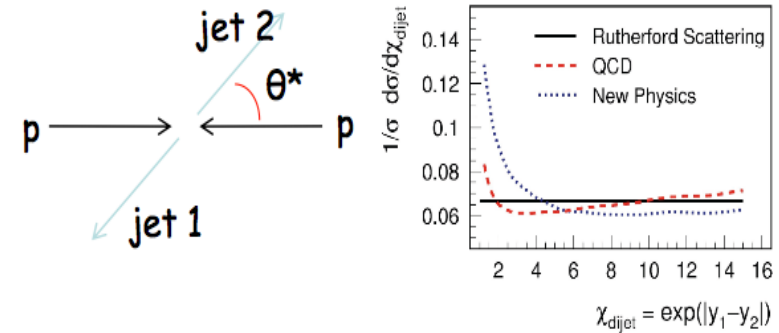 jet 2
θ*
p
p
jet 1
1/σ dσ/dχdijet
0.14
0.12
0.1
0.08
0.06
Rutherford Scattering
QCD
New Physics
2 4 6 8 10 12 14 16
χdijet = exp(|y1−y2|)